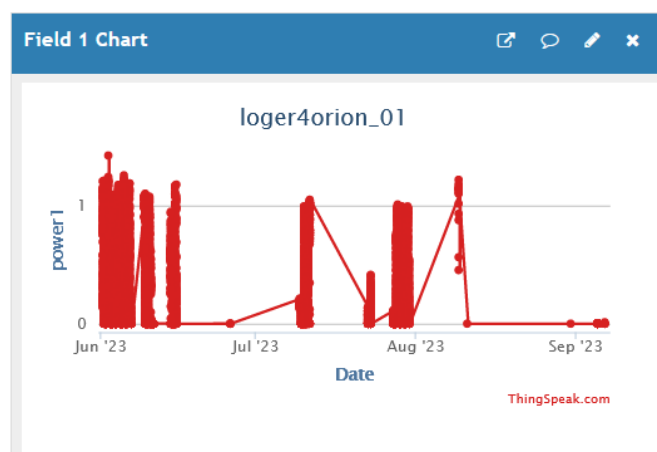 Field 1 Chart
loger4orion_01
power1
1
0
Jun '23
Jul '23
Aug '23
Sep '23
Date
ThingSpeak.com